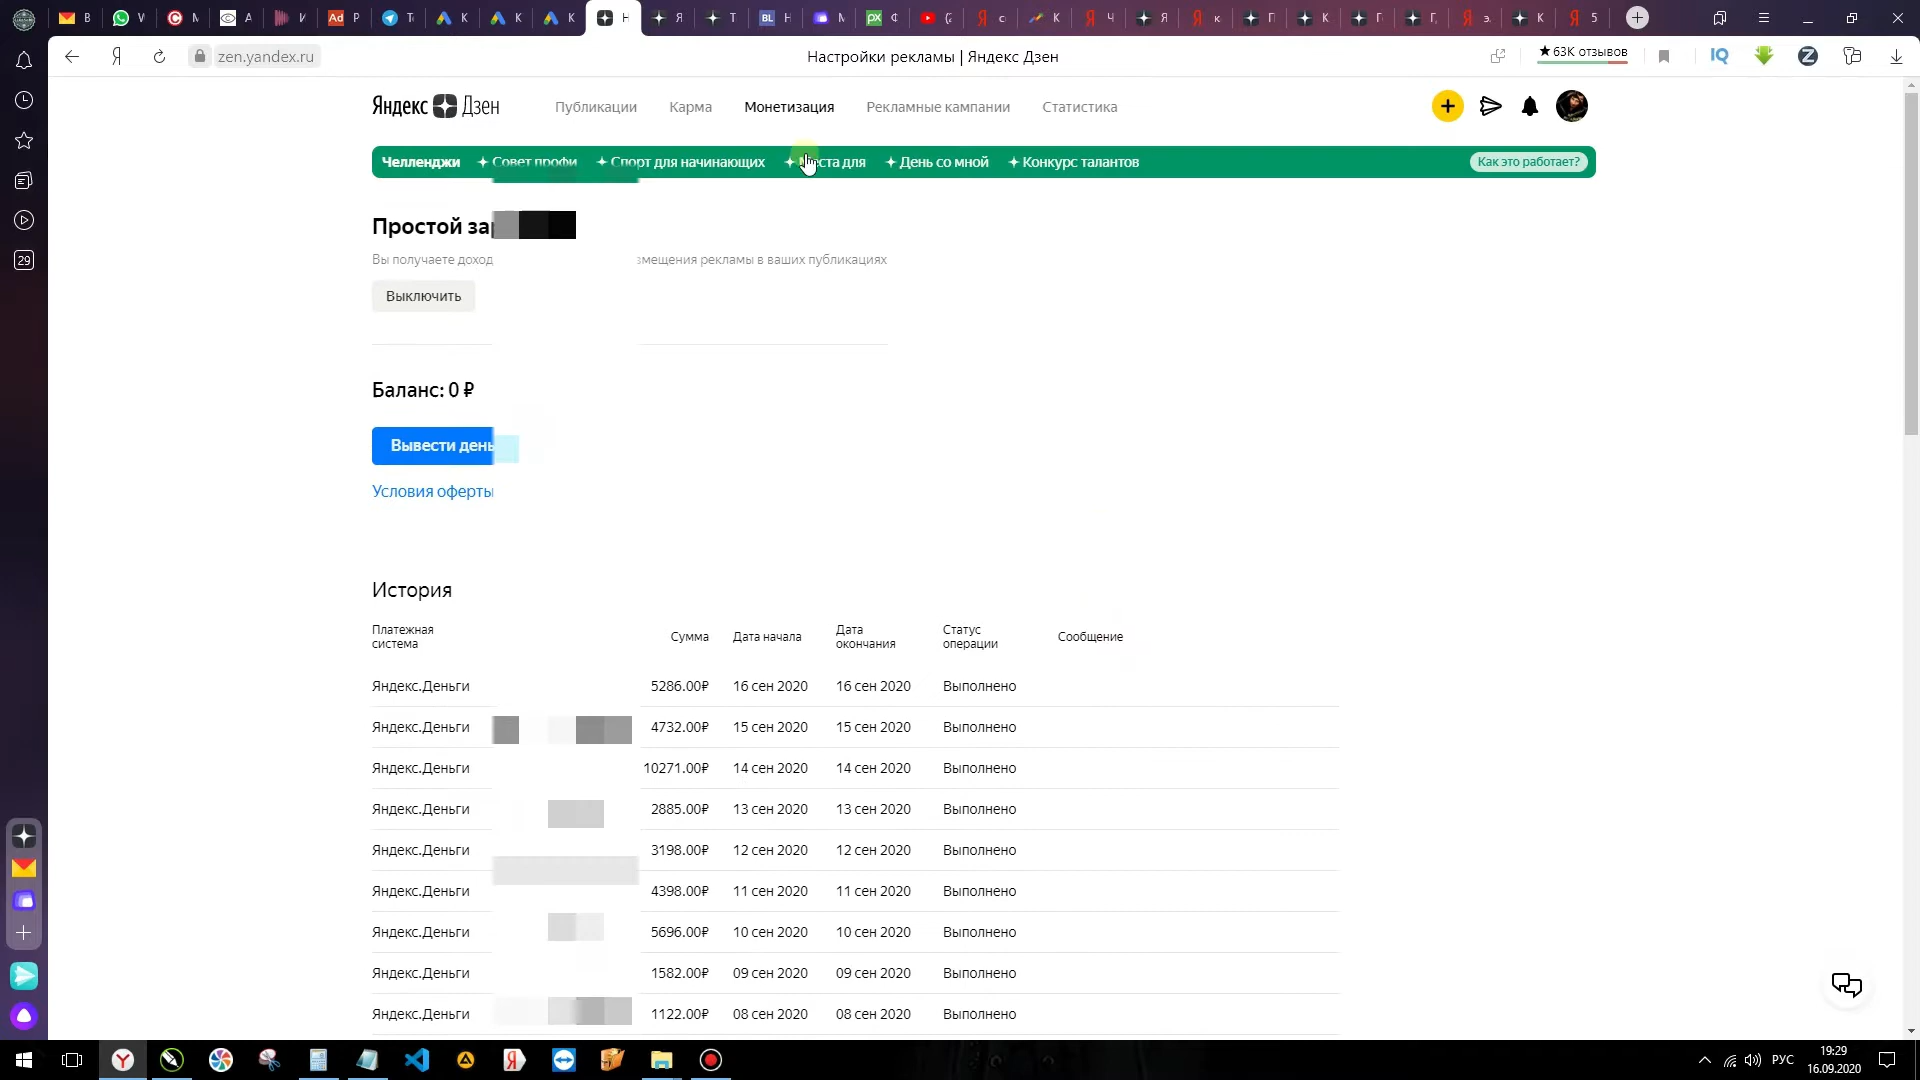 zen.yandex.ru
Настройки рекламы | Яндекс Дзен
★63K отзывов
Яндекс Дзен
Публикации
Карма
Монетизация
Рекламные кампании
Статистика
Челленджи
Совет профи
Спорт для начинающих
ста для
День со мной
Конкурс талантов
Как это работает?
Простой за
Вы получаете доход
змещения рекламы в ваших публикациях
Выключить
Баланс: 0 ₽
Вывести день
Условия оферты
История
Платежная система
Сумма
Дата начала
Дата окончания
Статус операции
Сообщение
Яндекс.Деньги 5286.00₽ 16 сен 2020 16 сен 2020 Выполнено
Яндекс.Деньги 4732.00₽ 15 сен 2020 15 сен 2020 Выполнено
Яндекс.Деньги 10271.00₽ 14 сен 2020 14 сен 2020 Выполнено
Яндекс.Деньги 2885.00₽ 13 сен 2020 13 сен 2020 Выполнено
Яндекс.Деньги 3198.00₽ 12 сен 2020 12 сен 2020 Выполнено
Яндекс.Деньги 4398.00₽ 11 сен 2020 11 сен 2020 Выполнено
Яндекс.Деньги 5696.00₽ 10 сен 2020 10 сен 2020 Выполнено
Яндекс.Деньги 1582.00₽ 09 сен 2020 09 сен 2020 Выполнено
Яндекс.Деньги 1122.00₽ 08 сен 2020 08 сен 2020 Выполнено
29
РУС
19:29
16.09.2020